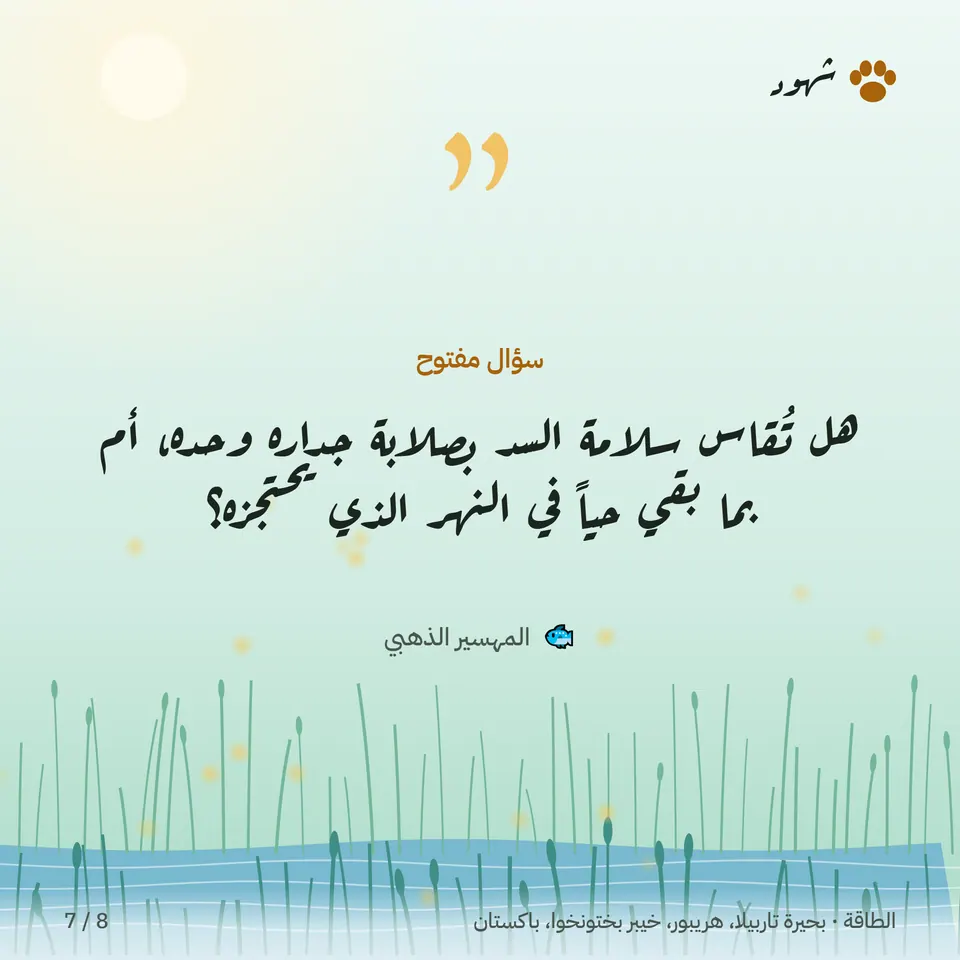 شهود
”
سؤال مفتوح
هل تُقاس سلامة السد بصلابة جداره وحده، أم
بما بقي حياً في النهر الذي يحتجزه؟
المهسير الذهبي
الطاقة · بحيرة تاربيلا، هريبور، خيبر بختونخوا، باكستان
7 / 8